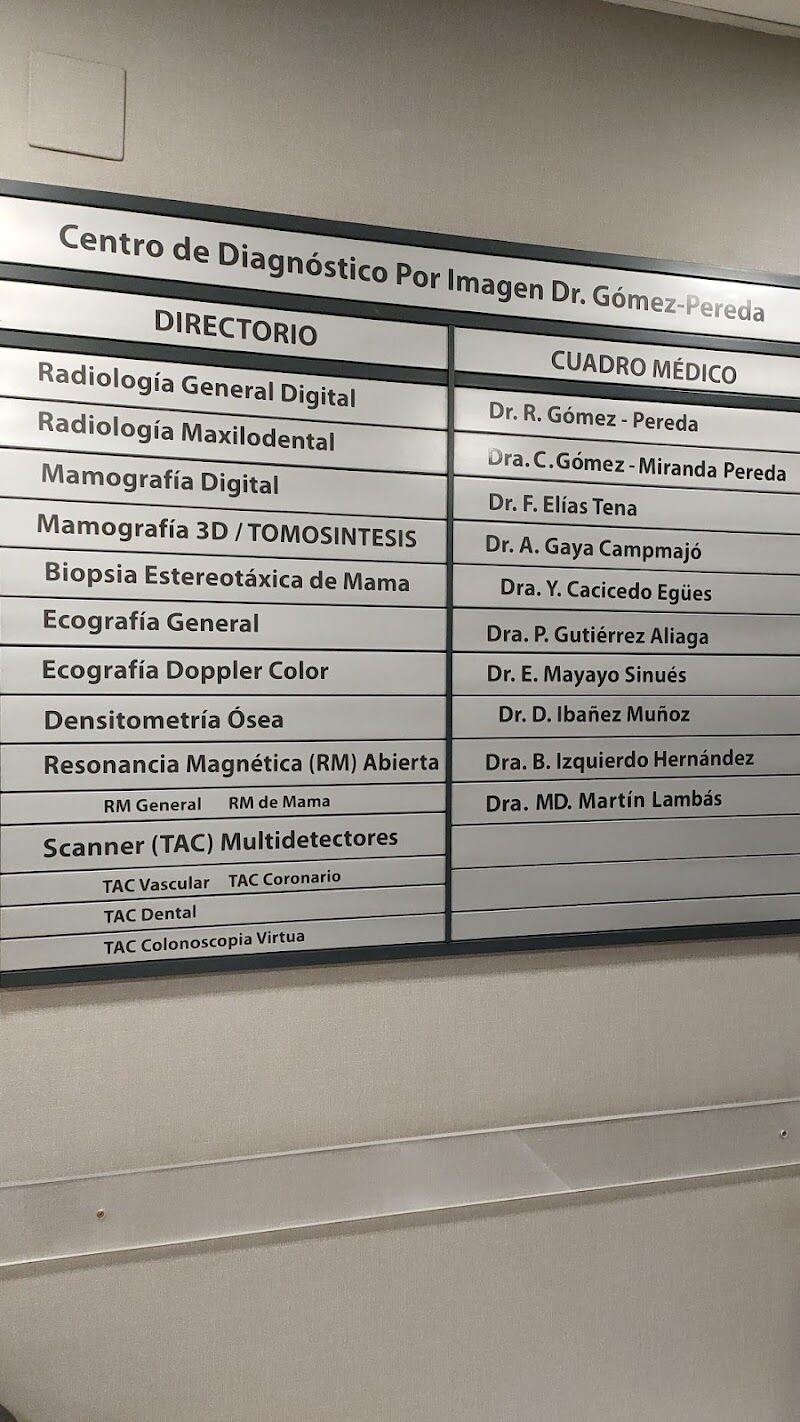 Centro de Diagnóstico Por Imagen Dr. Gómez-Pereda
DIRECTORIO
Radiología General Digital
Radiología Maxilodental
Mamografía Digital
Mamografía 3D / TOMOSINTESIS
Biopsia Estereotáxica de Mama
Ecografía General
Ecografía Doppler Color
Densitometría Ósea
Resonancia Magnética (RM) Abierta
RM General RM de Mama
Scanner (TAC) Multidetectores
TAC Vascular TAC Coronario
TAC Dental
TAC Colonoscopia Virtua
CUADRO MÉDICO
Dr. R. Gómez - Pereda
Dra. C.Gómez - Miranda Pereda
Dr. F. Elías Tena
Dr. A. Gaya Campmajó
Dra. Y. Cacicedo Egües
Dra. P. Gutiérrez Aliaga
Dr. E. Mayayo Sinués
Dr. D. Ibañez Muñoz
Dra. B. Izquierdo Hernández
Dra. MD. Martín Lambás